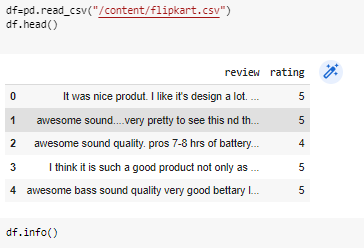 df=pd.read_csv("/content/flipkart.csv")
df.head()
review rating
0 It was nice produt. I like it's design a lot. ... 5
1 awesome sound....very pretty to see this nd th... 5
2 awesome sound quality. pros 7-8 hrs of battery... 4
3 I think it is such a good product not only as ... 5
4 awesome bass sound quality very good bettary l... 5
df.info()